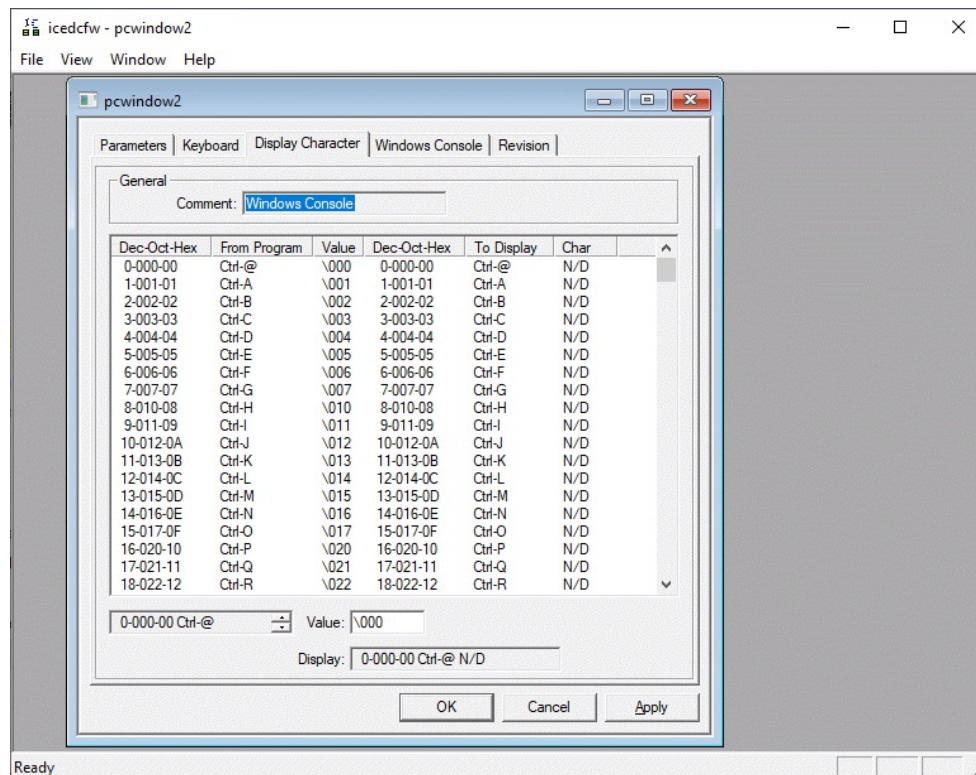 icedcfw - pcwindow2
File View Window Help
pcwindow2
Parameters Keyboard Display Character Windows Console Revision
General
Comment: Windows Console
Dec-Oct-Hex From Program Value Dec-Oct-Hex To Display Char
0-000-00 Ctrl-@ \000 0-000-00 Ctrl-@ N/D
1-001-01 Ctrl-A \001 1-001-01 Ctrl-A N/D
2-002-02 Ctrl-B \002 2-002-02 Ctrl-B N/D
3-003-03 Ctrl-C \003 3-003-03 Ctrl-C N/D
4-004-04 Ctrl-D \004 4-004-04 Ctrl-D N/D
5-005-05 Ctrl-E \005 5-005-05 Ctrl-E N/D
6-006-06 Ctrl-F \006 6-006-06 Ctrl-F N/D
7-007-07 Ctrl-G \007 7-007-07 Ctrl-G N/D
8-010-08 Ctrl-H \010 8-010-08 Ctrl-H N/D
9-011-09 Ctrl-I \011 9-011-09 Ctrl-I N/D
10-012-0A Ctrl-J \012 10-012-0A Ctrl-J N/D
11-013-0B Ctrl-K \013 11-013-0B Ctrl-K N/D
12-014-0C Ctrl-L \014 12-014-0C Ctrl-L N/D
13-015-0D Ctrl-M \015 13-015-0D Ctrl-M N/D
14-016-0E Ctrl-N \016 14-016-0E Ctrl-N N/D
15-017-0F Ctrl-O \017 15-017-0F Ctrl-O N/D
16-020-10 Ctrl-P \020 16-020-10 Ctrl-P N/D
17-021-11 Ctrl-Q \021 17-021-11 Ctrl-Q N/D
18-022-12 Ctrl-R \022 18-022-12 Ctrl-R N/D
0-000-00 Ctrl-@ Value: \000
Display: 0-000-00 Ctrl-@ N/D
OK Cancel Apply
Ready